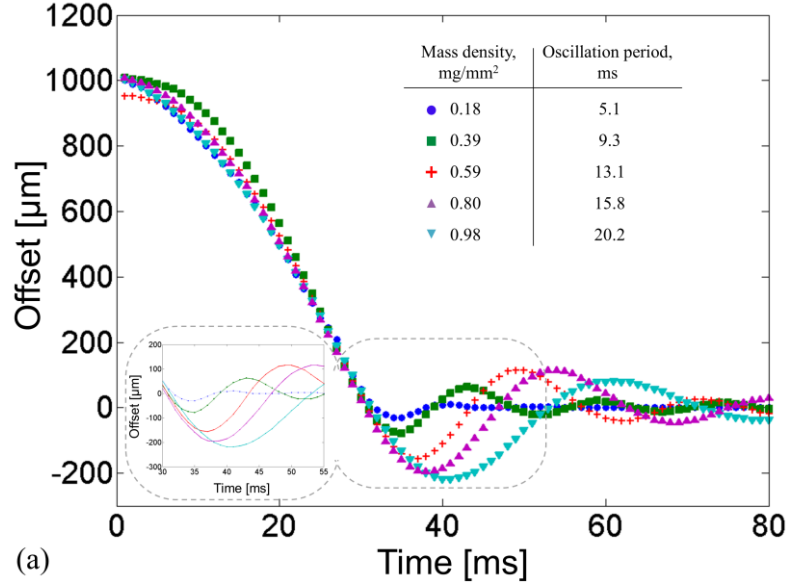 1200
1000
800
600
400
200
0
-200
Offset [µm]
Mass density, mg/mm²
Oscillation period, ms
0.18 5.1
0.39 9.3
0.59 13.1
0.80 15.8
0.98 20.2
200
100
0
-100
-200
-300
Offset [µm]
30 35 40 45 50 55
Time [ms]
0 20 40 60 80
Time [ms]
(a)